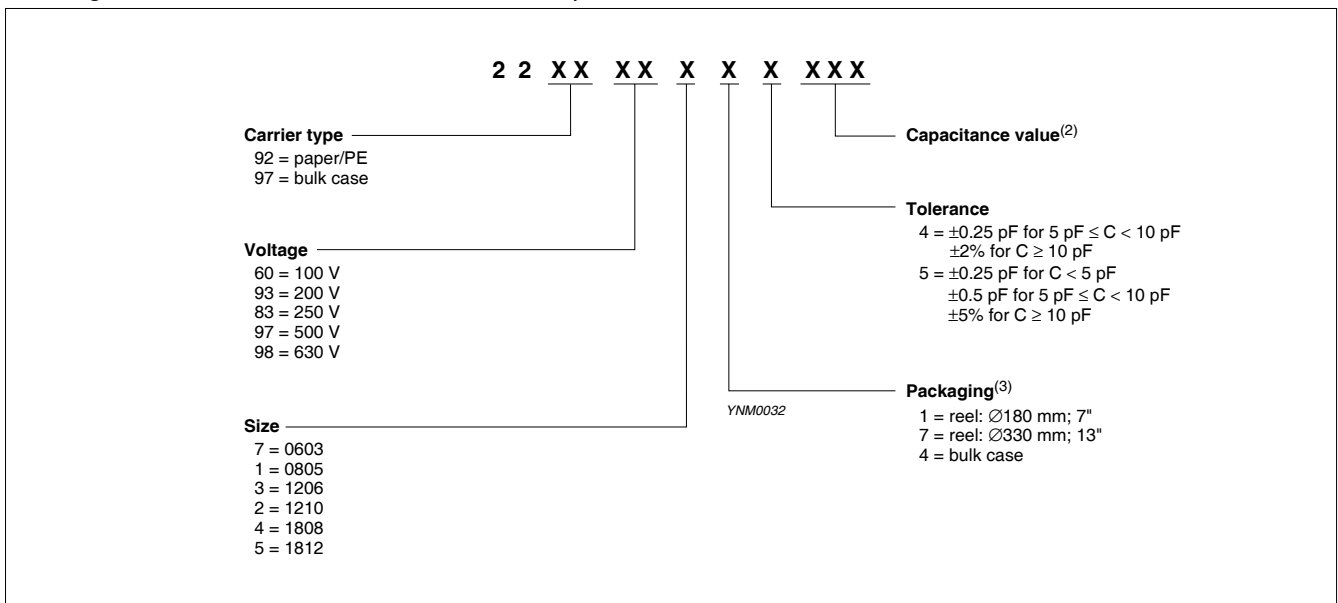 2 2 X X X X X X X X X X
Carrier type
92 = paper/PE
97 = bulk case
Voltage
60 = 100 V
93 = 200 V
83 = 250 V
97 = 500 V
98 = 630 V
Size
7 = 0603
1 = 0805
3 = 1206
2 = 1210
4 = 1808
5 = 1812
Capacitance value(2)
Tolerance
4 = ±0.25 pF for 5 pF ≤ C < 10 pF
±2% for C ≥ 10 pF
5 = ±0.25 pF for C < 5 pF
±0.5 pF for 5 pF ≤ C < 10 pF
±5% for C ≥ 10 pF
Packaging(3)
1 = reel: ∅180 mm; 7"
7 = reel: ∅330 mm; 13"
4 = bulk case
YNM0032